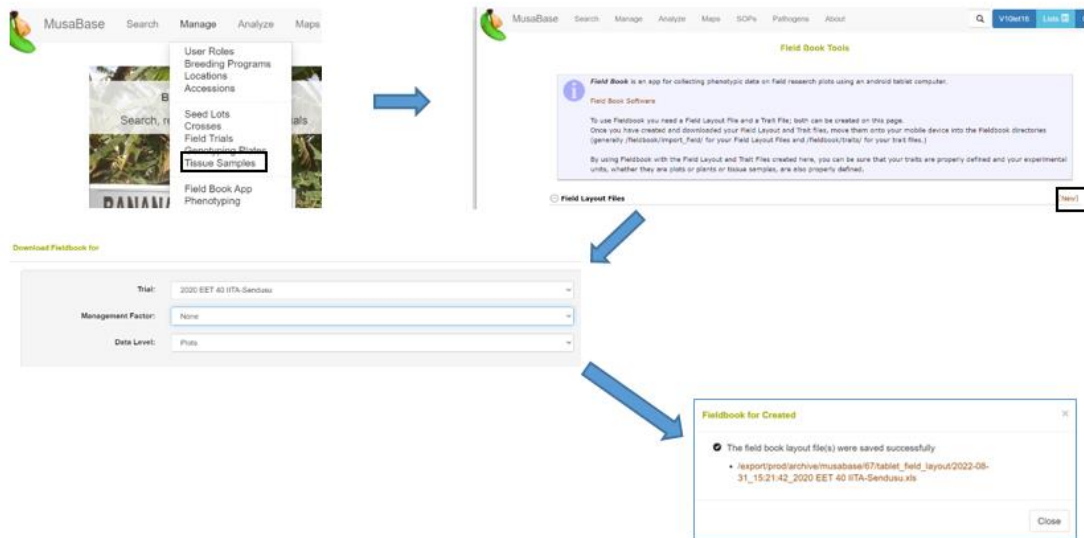 MusaBase Search Manage Analyze Maps
User Roles
Breeding Programs
Locations
Accessions
Seed Lots
Crosses
Field Trials
Genotyping Plates
Tissue Samples
Field Book App
Phenotyping
B
Search, re
als
BANANA
MusaBase Search Manage Analyze Maps SOPs Pathogens About
Lists
Field Book Tools
Field Book is an app for collecting phenotypic data on field research plots using an android tablet computer.
Field Book Software
To use Fieldbook you need a Field Layout File and a Trait File; both can be created on this page.
Once you have created and downloaded your Field Layout and Trait files, move them onto your mobile device into the Fieldbook directories
(generally /fieldbook/import_field/ for your Field Layout Files and /fieldbook/traits/ for your trait files.)
By using Fieldbook with the Field Layout and Trait Files created here, you can be sure that your traits are properly defined and your experimental
units, whether they are plots or plants or tissue samples, are also properly defined.
Field Layout Files [New]
Download Fieldbook for
Trial: 2020 EET 40 IITA-Sendusu
Management Factor: None
Data Level: Plots
Fieldbook for Created ×
The field book layout file(s) were saved successfully
• /export/prod/archive/musabase/67/tablet_field_layout/2022-08-
31_15:21:42_2020 EET 40 IITA-Sendusu.xls
Close